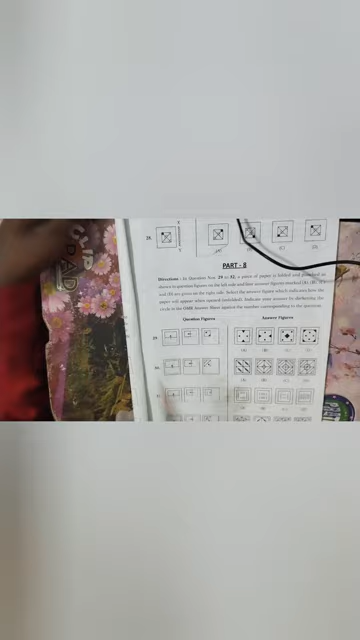 28.
X
Y
(A)
(C)
(D)
PART - 8
Directions : In Question Nos. 29 to 32, a piece of paper is folded and punched as
shown in question figures on the left side and four answer figures marked (A), (B), (C)
and (D) are given on the right side. Select the answer figure which indicates how the
paper will appear when opened (unfolded). Indicate your answer by darkening the
circle in the OMR Answer Sheet against the number corresponding to the question.
Question Figures
Answer Figures
29.
(A) (B) (C) (D)
30.
(A) (B) (C) (D)
31.
(A) (B) (C) (D)